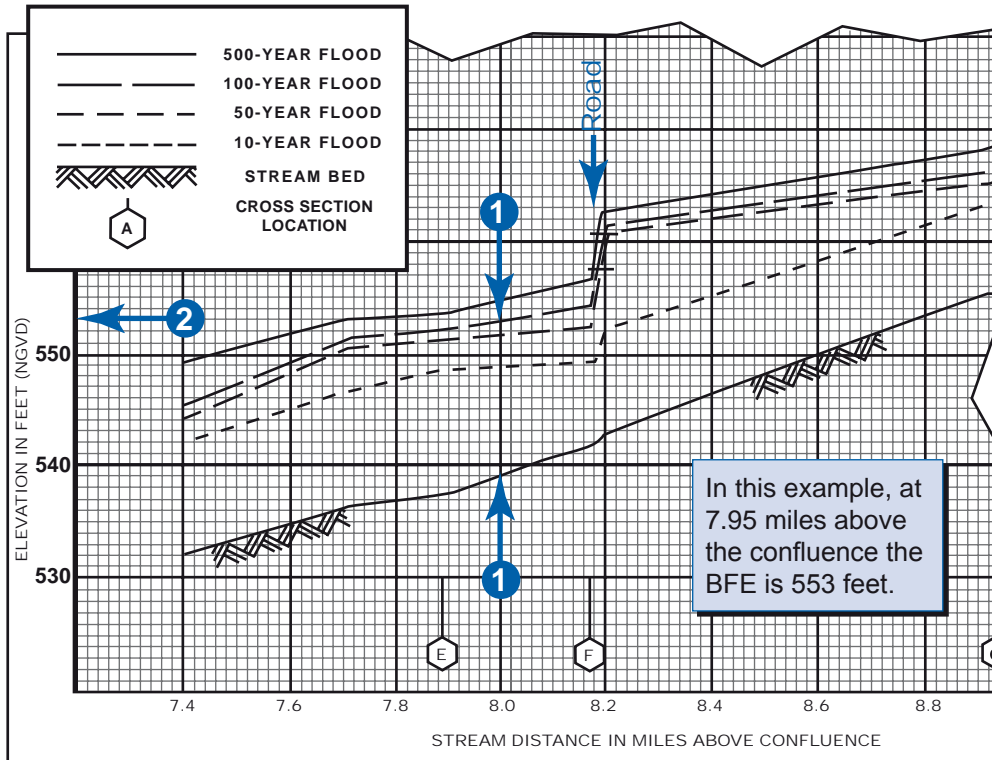 500-YEAR FLOOD
100-YEAR FLOOD
50-YEAR FLOOD
10-YEAR FLOOD
STREAM BED
A
CROSS SECTION
LOCATION
Road
1
2
ELEVATION IN FEET (NGVD)
550
540
530
1
In this example, at
7.95 miles above
the confluence the
BFE is 553 feet.
E
F
7.4 7.6 7.8 8.0 8.2 8.4 8.6 8.8
STREAM DISTANCE IN MILES ABOVE CONFLUENCE